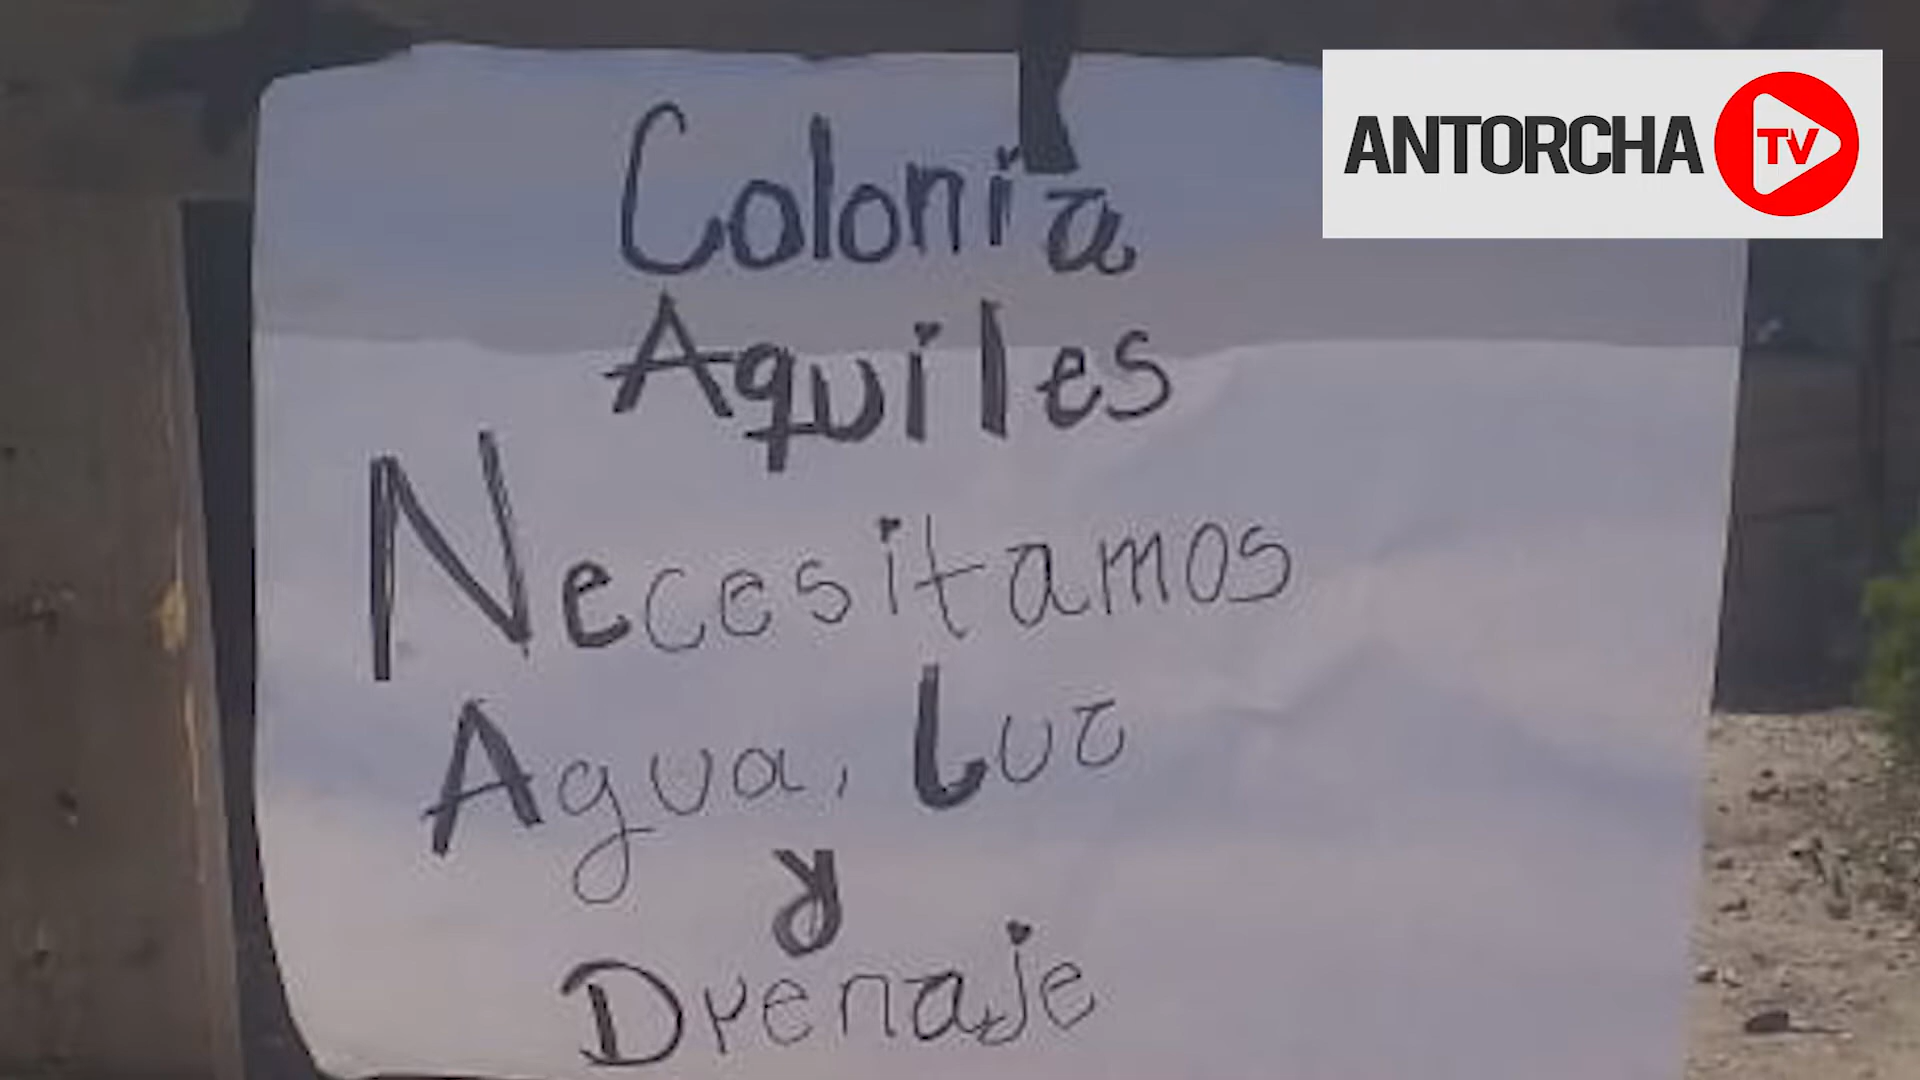 ANTORCHA TV
Colonia
Aquiles
Necesitamos
Agua, Luz
y
Drenaje